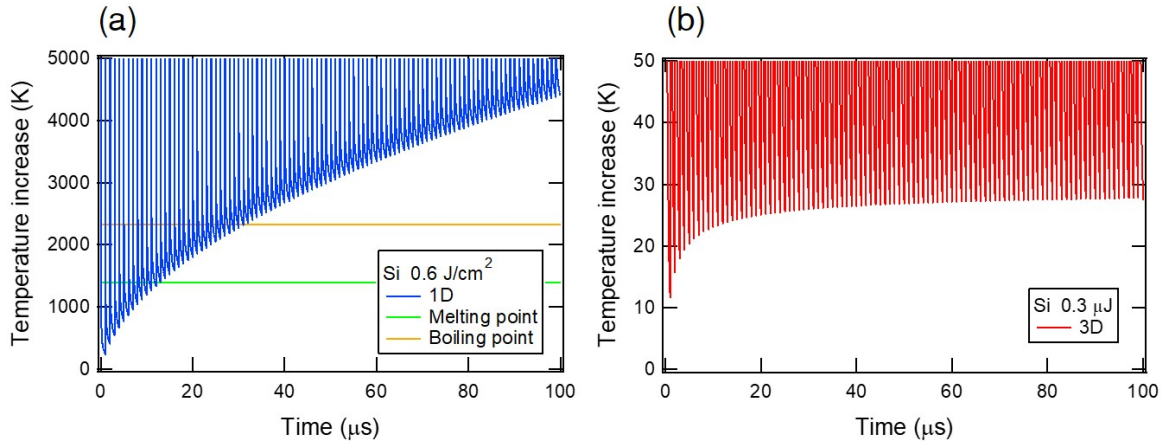 (a)
5000
4000
3000
2000
1000
0
Temperature increase (K)
Si 0.6 J/cm²
1D
Melting point
Boiling point
0 20 40 60 80 100
Time (μs)
(b)
50
40
30
20
10
0
Temperature increase (K)
Si 0.3 μJ
3D
0 20 40 60 80 100
Time (μs)